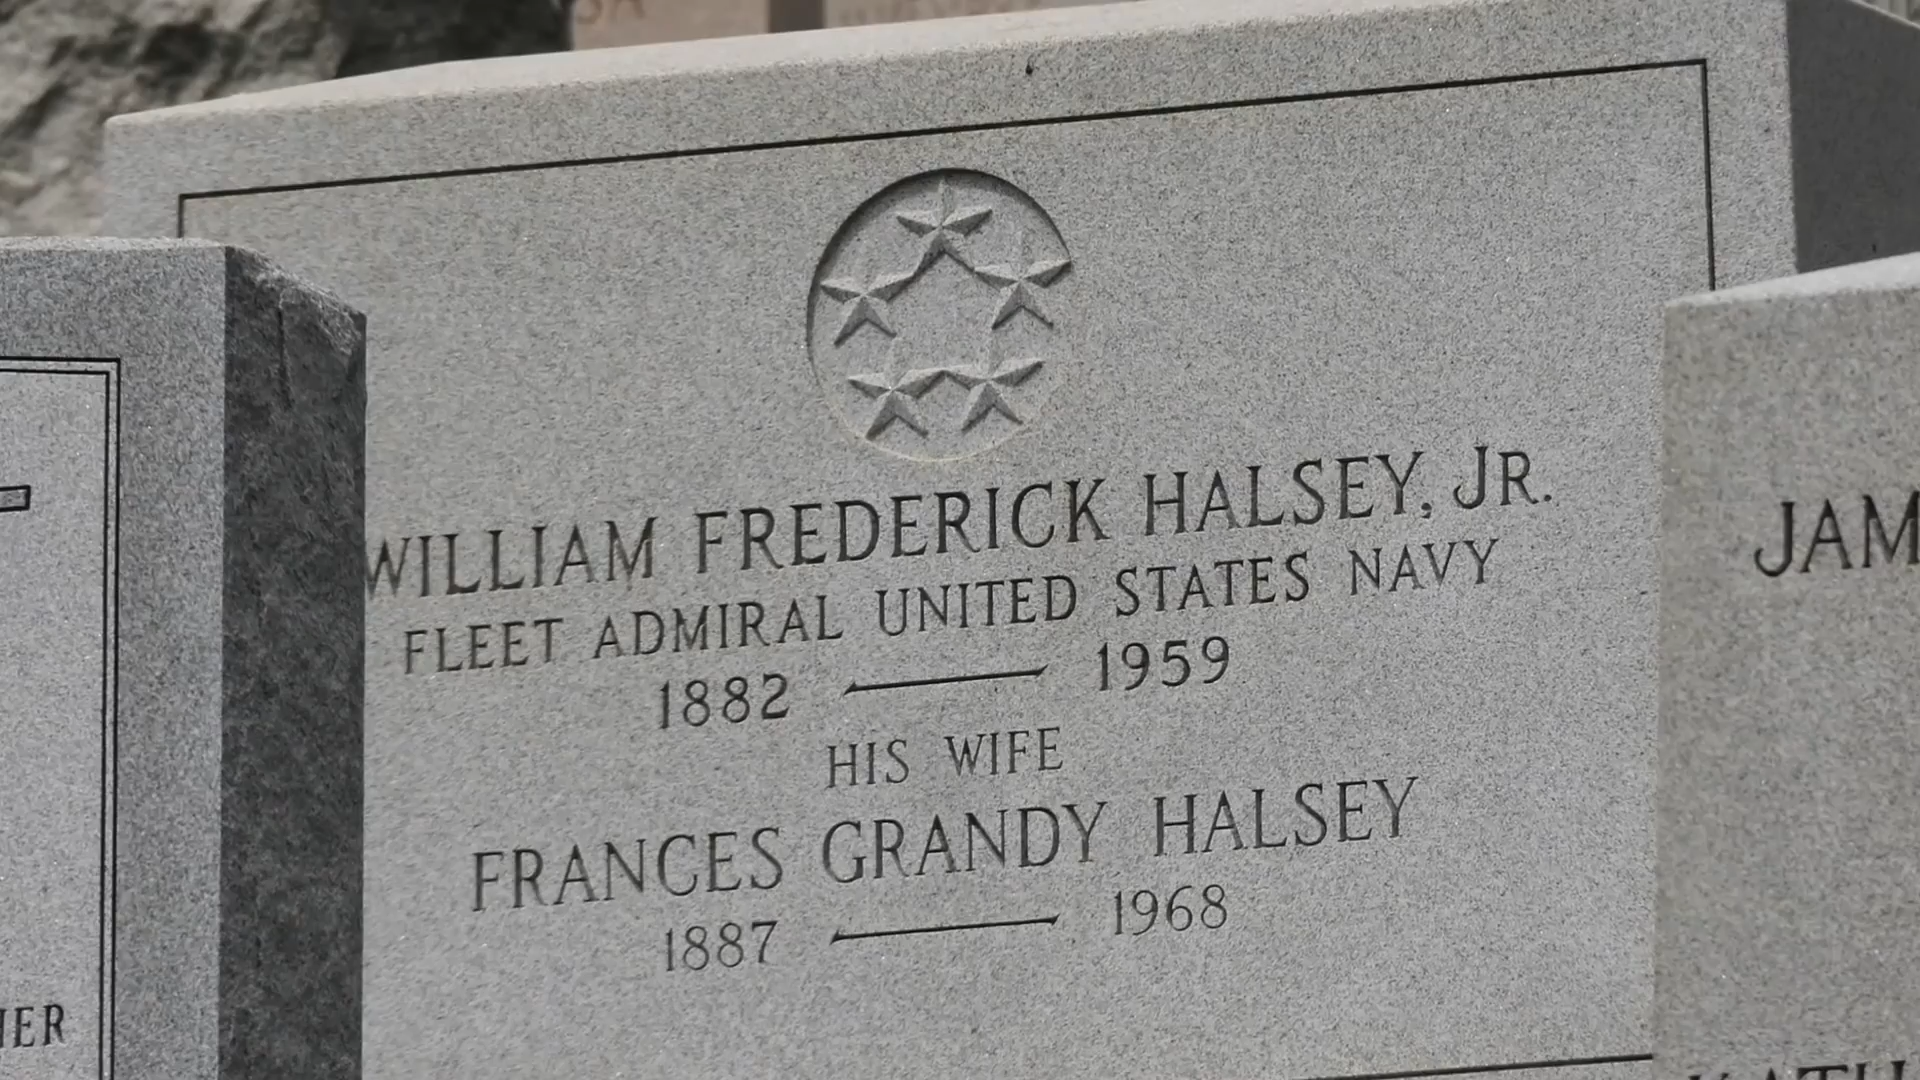 WILLIAM FREDERICK HALSEY, JR.
FLEET ADMIRAL UNITED STATES NAVY
1882 — 1959
HIS WIFE
FRANCES GRANDY HALSEY
1887 — 1968
JAM